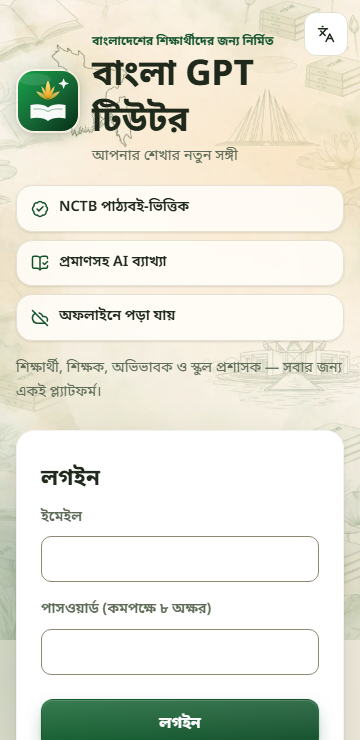 বাংলাদেশের শিক্ষার্থীদের জন্য নির্মিত
বাংলা GPT
টিউটর
আপনার শেখার নতুন সঙ্গী
NCTB পাঠ্যবই-ভিত্তিক
প্রমাণসহ AI ব্যাখ্যা
অফলাইনে পড়া যায়
শিক্ষার্থী, শিক্ষক, অভিভাবক ও স্কুল প্রশাসক — সবার জন্য
একই প্ল্যাটফর্ম।
লগইন
ইমেইল
পাসওয়ার্ড (কমপক্ষে ৮ অক্ষর)
লগইন